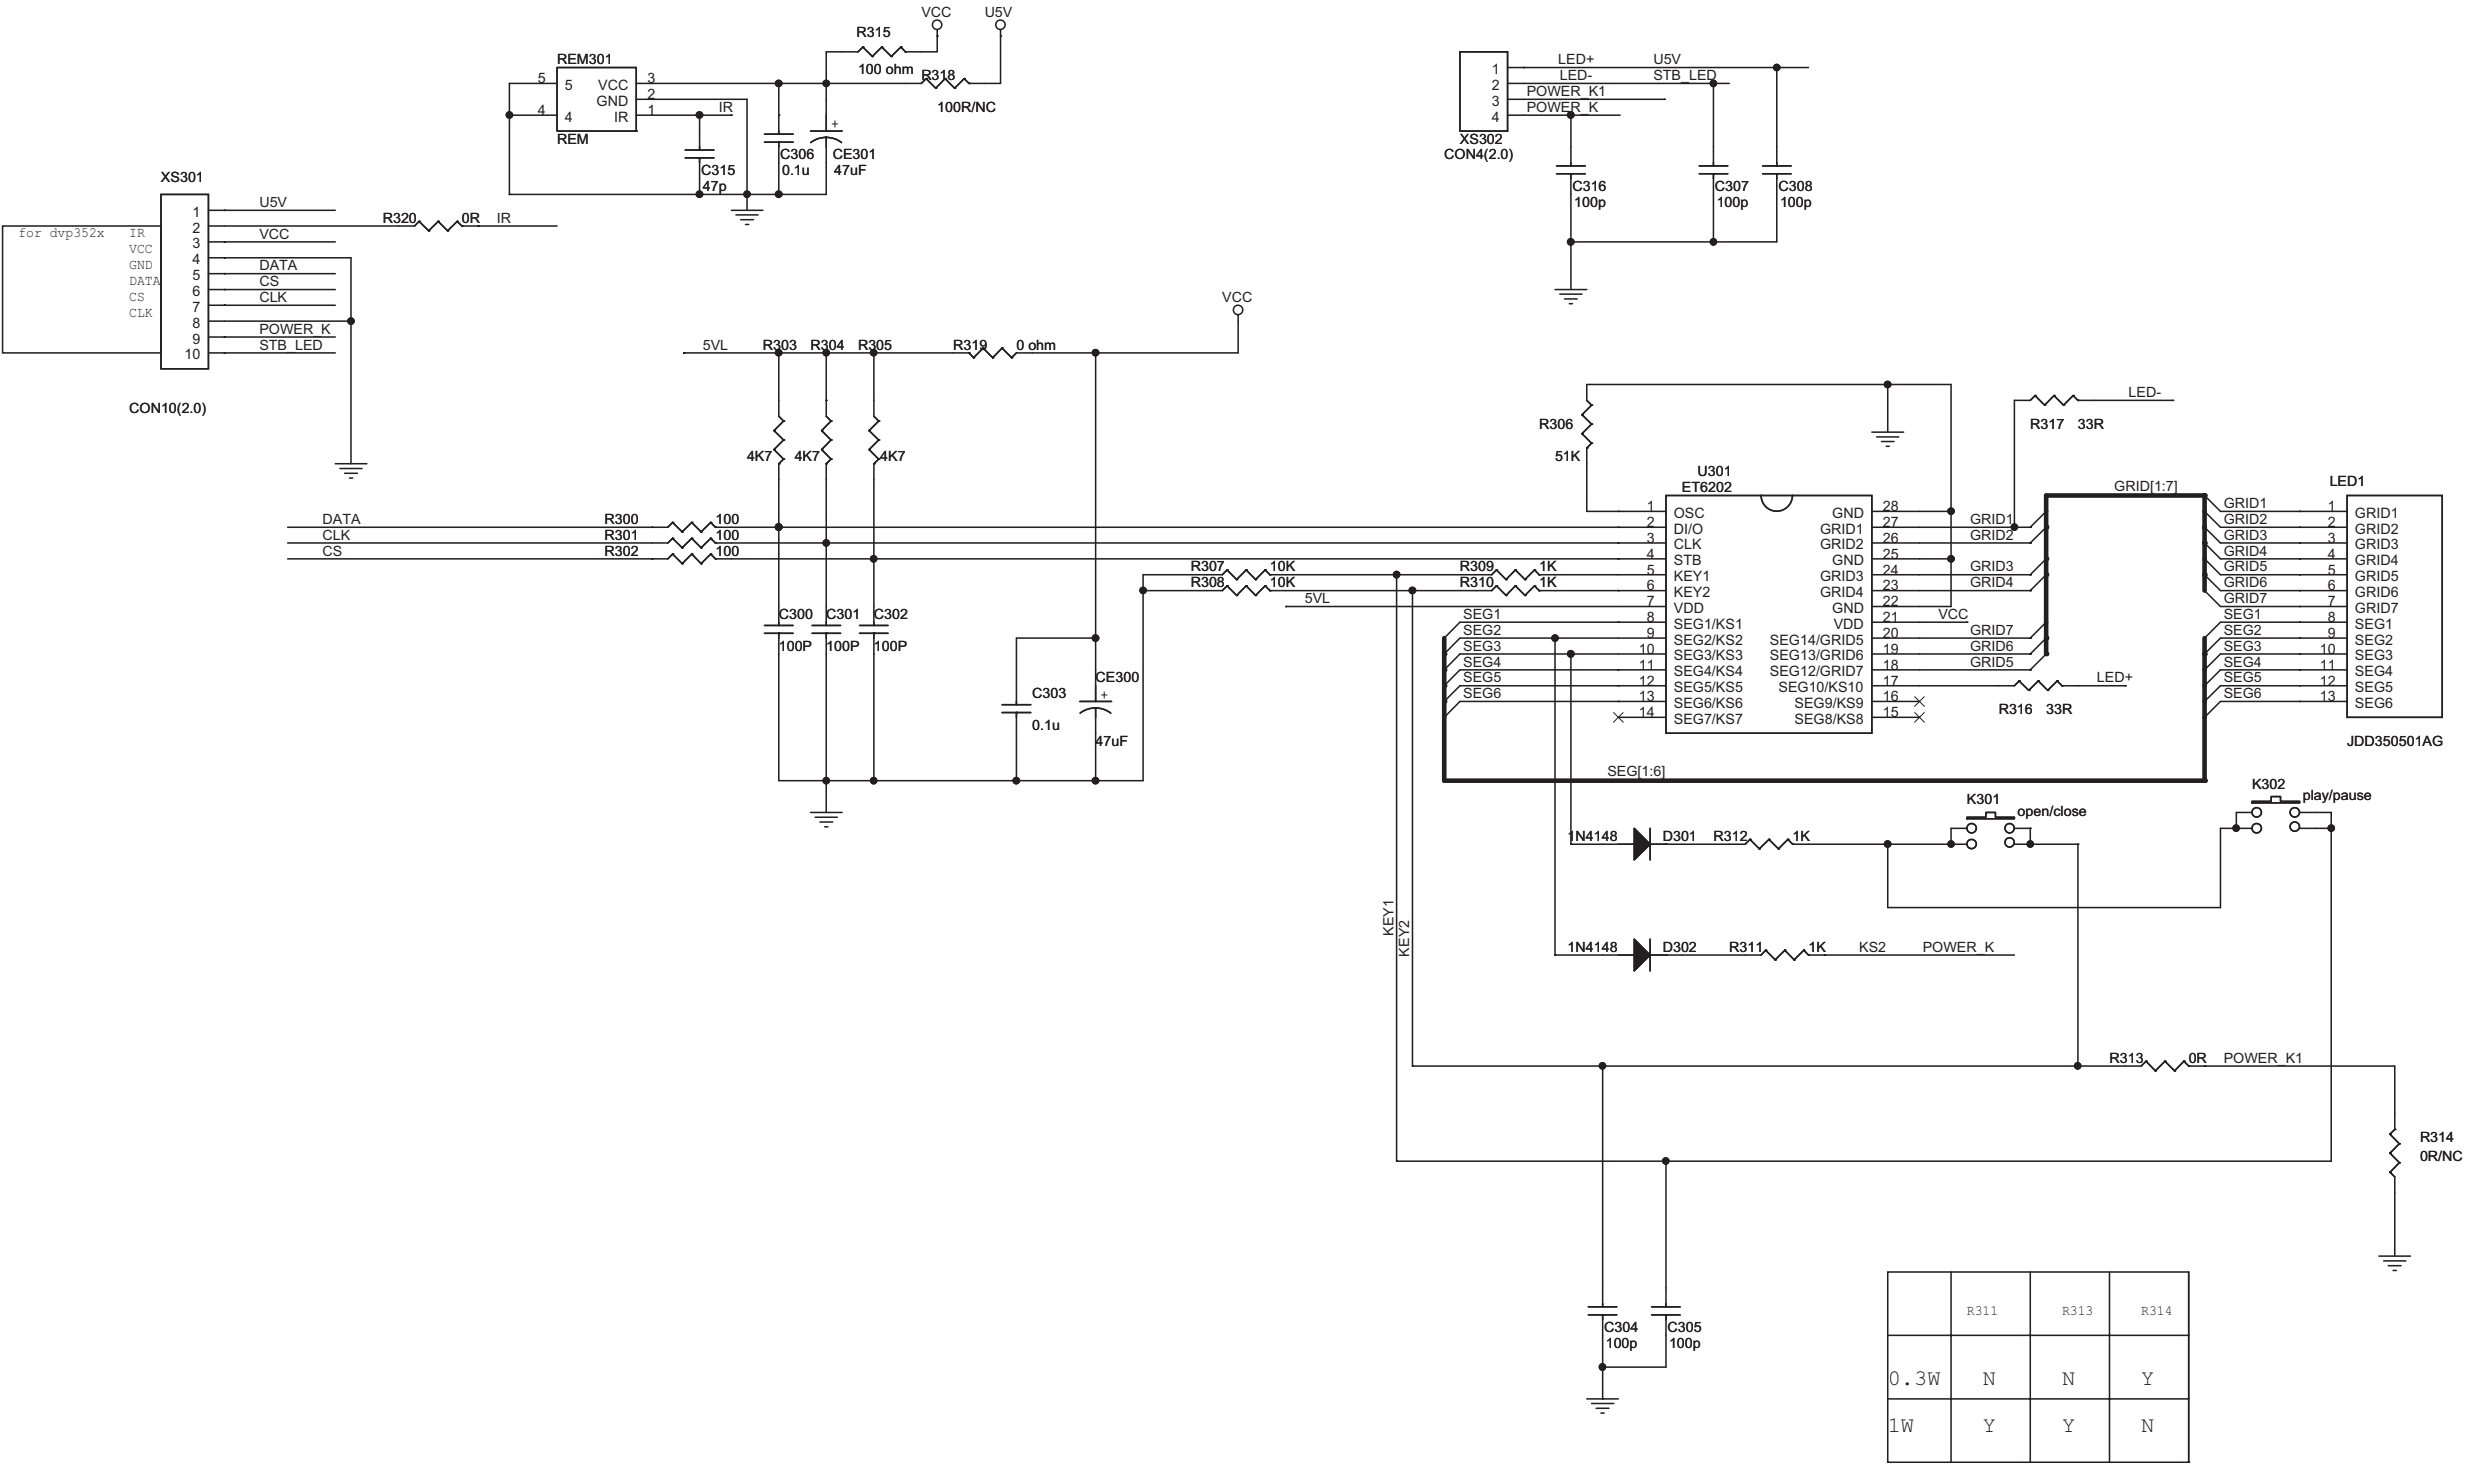 VCC U5V
R315
100 ohm
R318
100R/NC
REM301
5 5 VCC 3
GND 2
4 4 IR 1 IR
REM
+
C315
47p
C306
0.1u
CE301
47uF
LED+ U5V
LED- STB_LED
POWER_K1
POWER_K
1
2
3
4
XS302
CON4(2.0)
C316
100p
C307
100p
C308
100p
XS301
1 U5V
2 R320 0R IR
3 VCC
4
5 DATA
6 CS
7 CLK
8
9 POWER_K
10 STB_LED
for dvp352x IR
VCC
GND
DATA
CS
CLK
CON10(2.0)
VCC
5VL R303 R304 R305 R319 0 ohm
4K7 4K7 4K7
DATA R300 100
CLK R301 100
CS R302 100
C300 C301 C302
100P 100P 100P
C303
0.1u
CE300
+
47uF
R307 10K R309 1K
R308 10K R310 1K
5VL
R306
51K
LED-
R317 33R
U301
ET6202
1 OSC GND 28
2 DI/O GRID1 27 GRID1
3 CLK GRID2 26 GRID2
4 STB GND 25
5 KEY1 GRID3 24 GRID3
6 KEY2 GRID4 23 GRID4
7 VDD GND 22
SEG1 8 SEG1/KS1 VDD 21 VCC
SEG2 9 SEG2/KS2 SEG14/GRID5 20 GRID7
SEG3 10 SEG3/KS3 SEG13/GRID6 19 GRID6
SEG4 11 SEG4/KS4 SEG12/GRID7 18 GRID5
SEG5 12 SEG5/KS5 SEG10/KS10 17 LED+
SEG6 13 SEG6/KS6 SEG9/KS9 16
14 SEG7/KS7 SEG8/KS8 15
R316 33R
GRID[1:7]
SEG[1:6]
LED1
GRID1 1 GRID1
GRID2 2 GRID2
GRID3 3 GRID3
GRID4 4 GRID4
GRID5 5 GRID5
GRID6 6 GRID6
GRID7 7 GRID7
SEG1 8 SEG1
SEG2 9 SEG2
SEG3 10 SEG3
SEG4 11 SEG4
SEG5 12 SEG5
SEG6 13 SEG6
JDD350501AG
K302
play/pause
K301
open/close
1N4148 D301 R312 1K
KEY1
KEY2
1N4148 D302 R311 1K KS2 POWER_K
R313 0R POWER_K1
R314
0R/NC
C304
100p
C305
100p
R311 R313 R314
0.3W N N Y
1W Y Y N